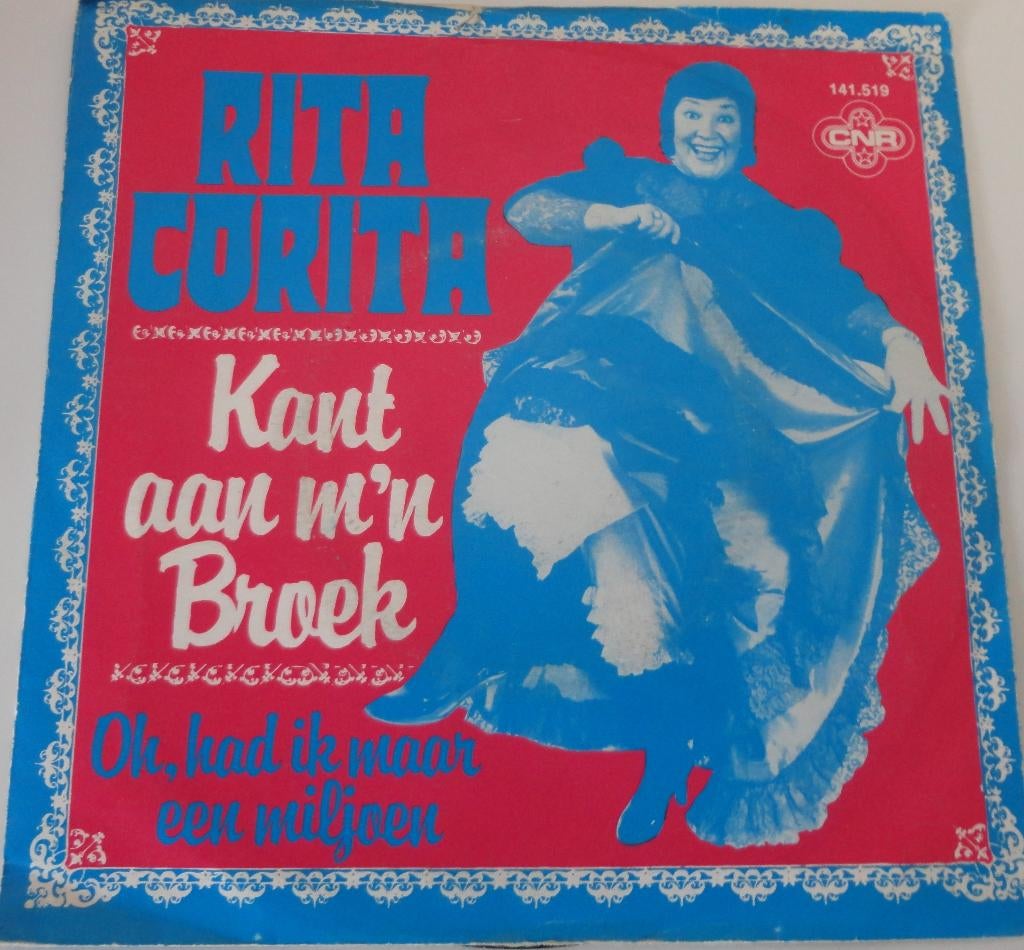 RITA
CORITA
141.519
CNR
Kant
aan m'n
Broek
Oh, had ik maar
een miljoen